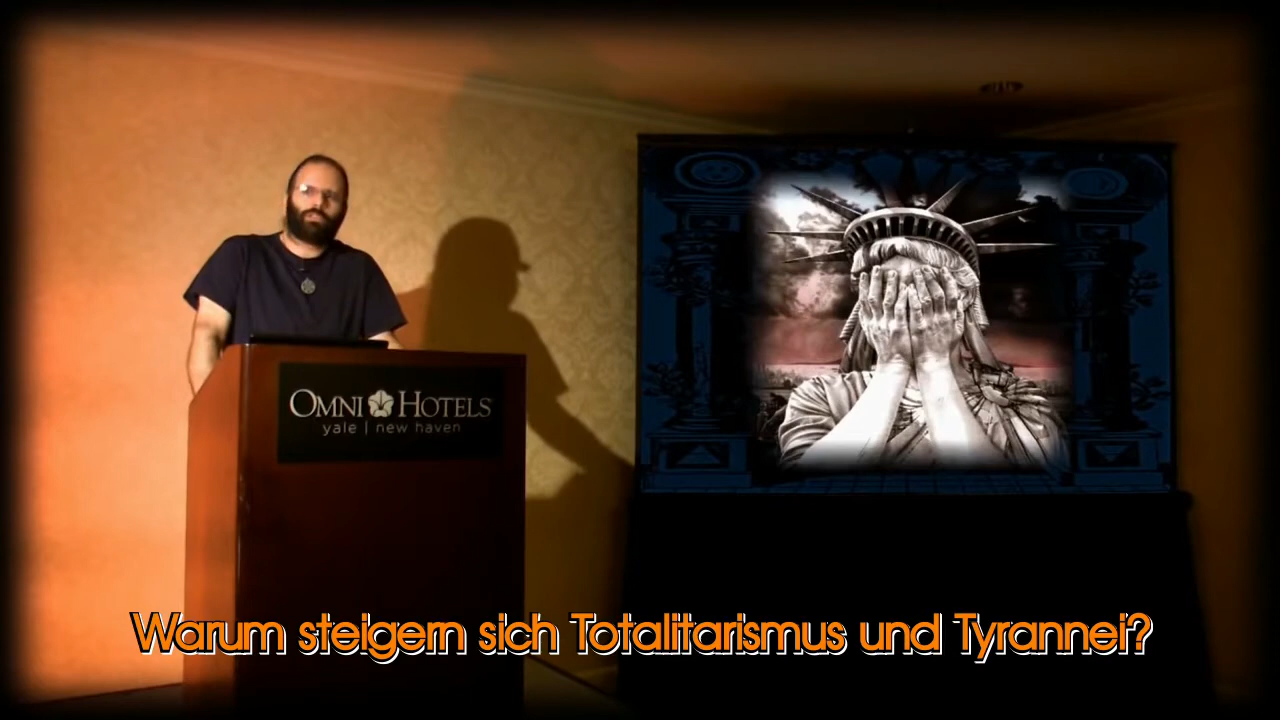 OMNI HOTELS
yale | new haven
Warum steigern sich Totalitarismus und Tyrannei?